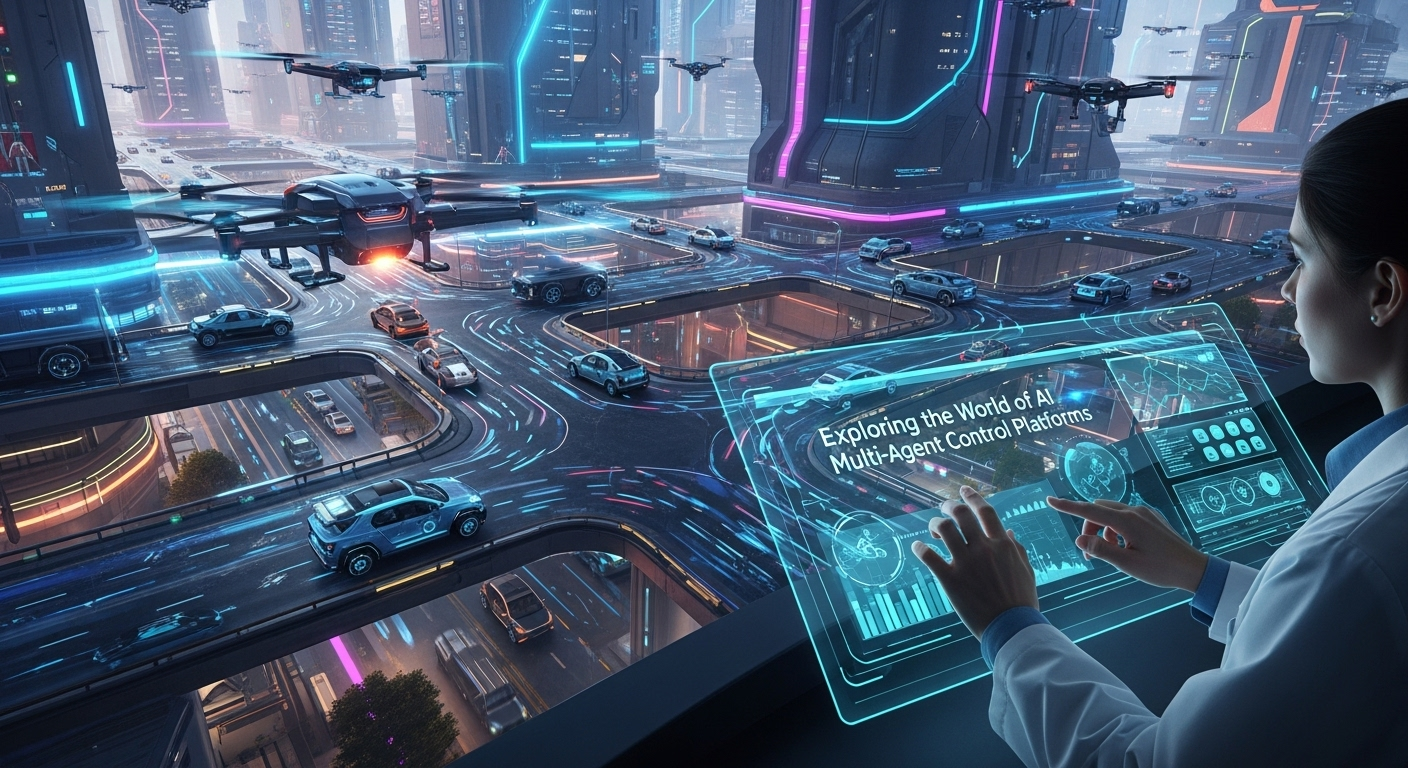 Exploring the World of AI
Multi-Agent Control Platforms